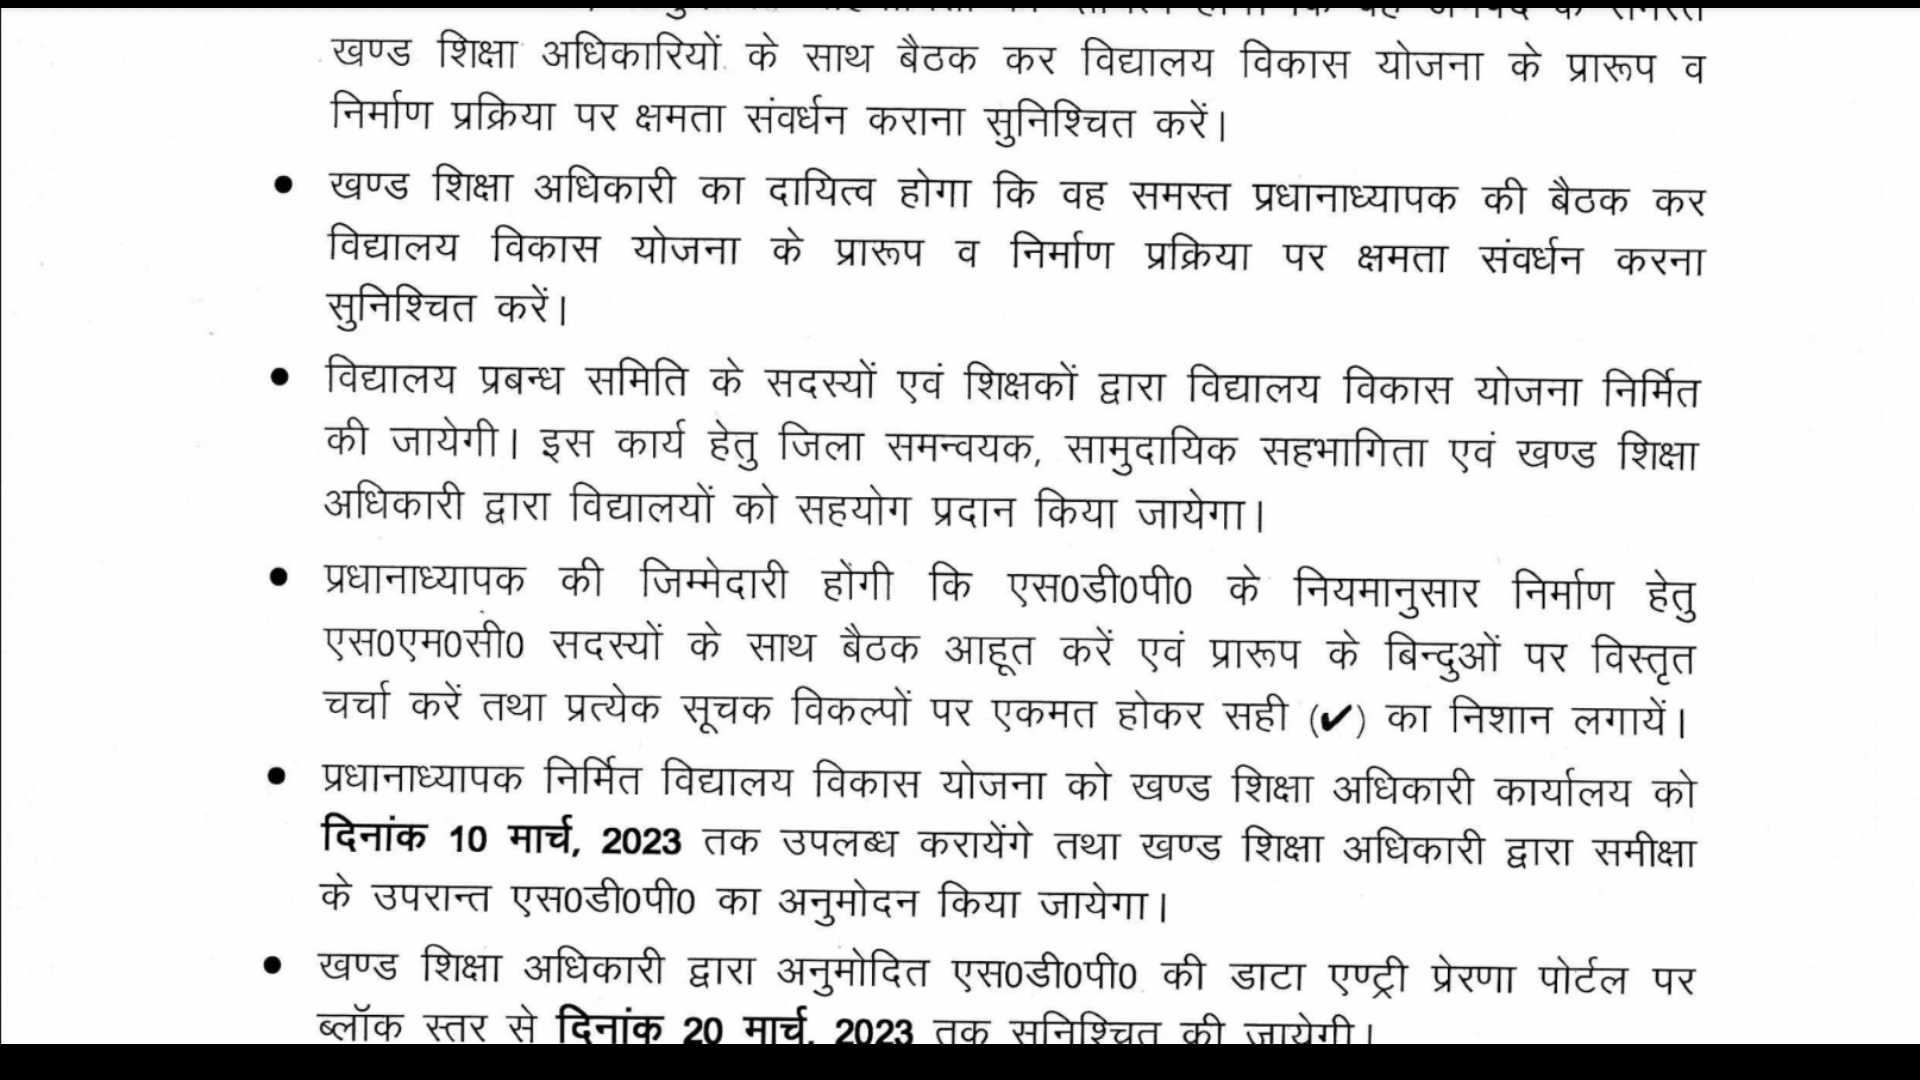 खण्ड शिक्षा अधिकारियों के साथ बैठक कर विद्यालय विकास योजना के प्रारूप व
निर्माण प्रक्रिया पर क्षमता संवर्धन कराना सुनिश्चित करें।
• खण्ड शिक्षा अधिकारी का दायित्व होगा कि वह समस्त प्रधानाध्यापक की बैठक कर
विद्यालय विकास योजना के प्रारूप व निर्माण प्रक्रिया पर क्षमता संवर्धन करना
सुनिश्चित करें।
• विद्यालय प्रबन्ध समिति के सदस्यों एवं शिक्षकों द्वारा विद्यालय विकास योजना निर्मित
की जायेगी। इस कार्य हेतु जिला समन्वयक, सामुदायिक सहभागिता एवं खण्ड शिक्षा
अधिकारी द्वारा विद्यालयों को सहयोग प्रदान किया जायेगा।
• प्रधानाध्यापक की जिम्मेदारी होंगी कि एस0डी0पी0 के नियमानुसार निर्माण हेतु
एस0एम0सी0 सदस्यों के साथ बैठक आहूत करें एवं प्रारूप के बिन्दुओं पर विस्तृत
चर्चा करें तथा प्रत्येक सूचक विकल्पों पर एकमत होकर सही (✔) का निशान लगायें।
• प्रधानाध्यापक निर्मित विद्यालय विकास योजना को खण्ड शिक्षा अधिकारी कार्यालय को
दिनांक 10 मार्च, 2023 तक उपलब्ध करायेंगे तथा खण्ड शिक्षा अधिकारी द्वारा समीक्षा
के उपरान्त एस0डी0पी0 का अनुमोदन किया जायेगा।
• खण्ड शिक्षा अधिकारी द्वारा अनुमोदित एस0डी0पी0 की डाटा एण्ट्री प्रेरणा पोर्टल पर
ब्लॉक स्तर से दिनांक 20 मार्च, 2023 तक सुनिश्चित की जायेगी।